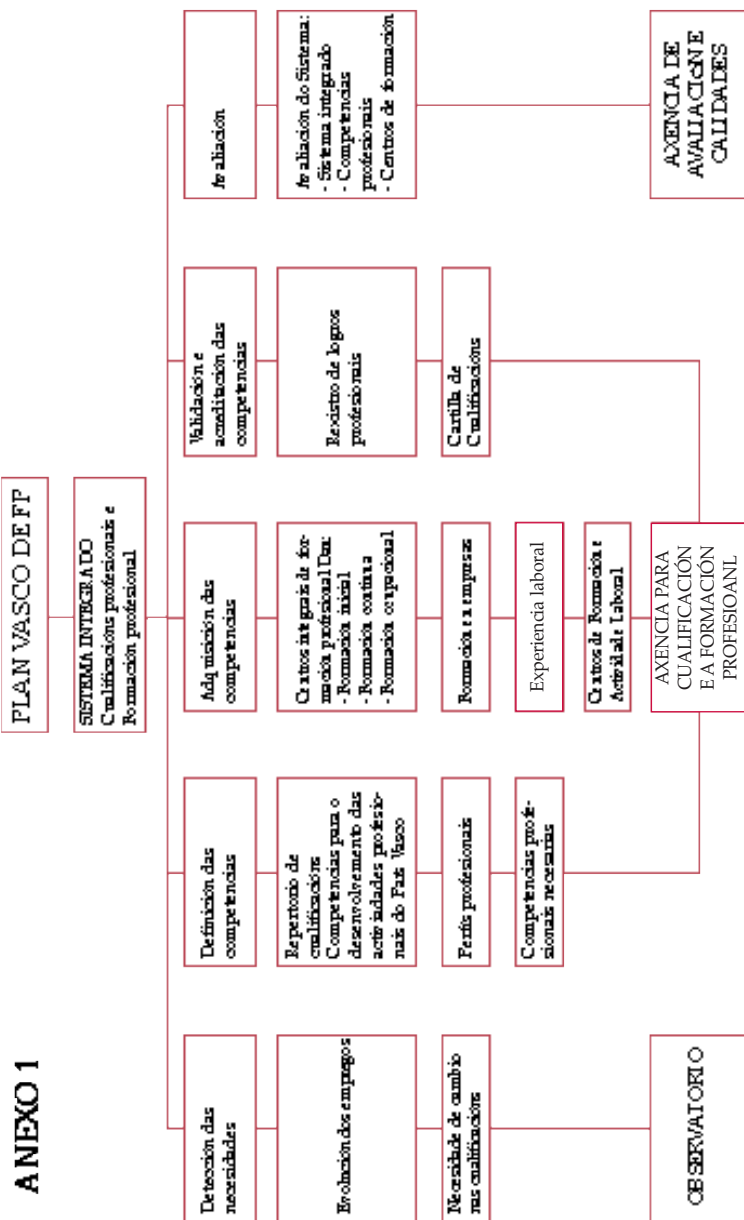 ANEXO 1
PLAN VASCO DE FP
SISTEMA INTEGRADO
Cualificacións profesionais e
Formación profesional
Detección das
necesidades
Evolución dos empregos
Necesidade de cambio
nas cualificacións
OBSERVATORIO
Definición das
competencias
Repertorio de
cualificacións
Competencias para o
desenvolvemento das
actividades profesio-
nais do País Vasco
Perfís profesionais
Competencias profe-
sionais necesarias
Adquisición das
competencias
Centros integrais de for-
mación profesional Dan:
- Formación inicial
- Formación continua
- Formación ocupacional
Formación en empresas
Experiencia laboral
Centros de Formación e
Actividade Laboral
AXENCIA PARA
CUALIFICACIÓN
E A FORMACIÓN
PROFESIOANL
Validación e
acreditación das
competencias
Rexistro de logros
profesionais
Cartilla de
Cualificacións
Avaliación
Avaliación do Sistema:
- Sistema integrado
- Competencias
profesionais
- Centros de formación
AXENCIA DE
AVALIACIÓN E
CALIDADES